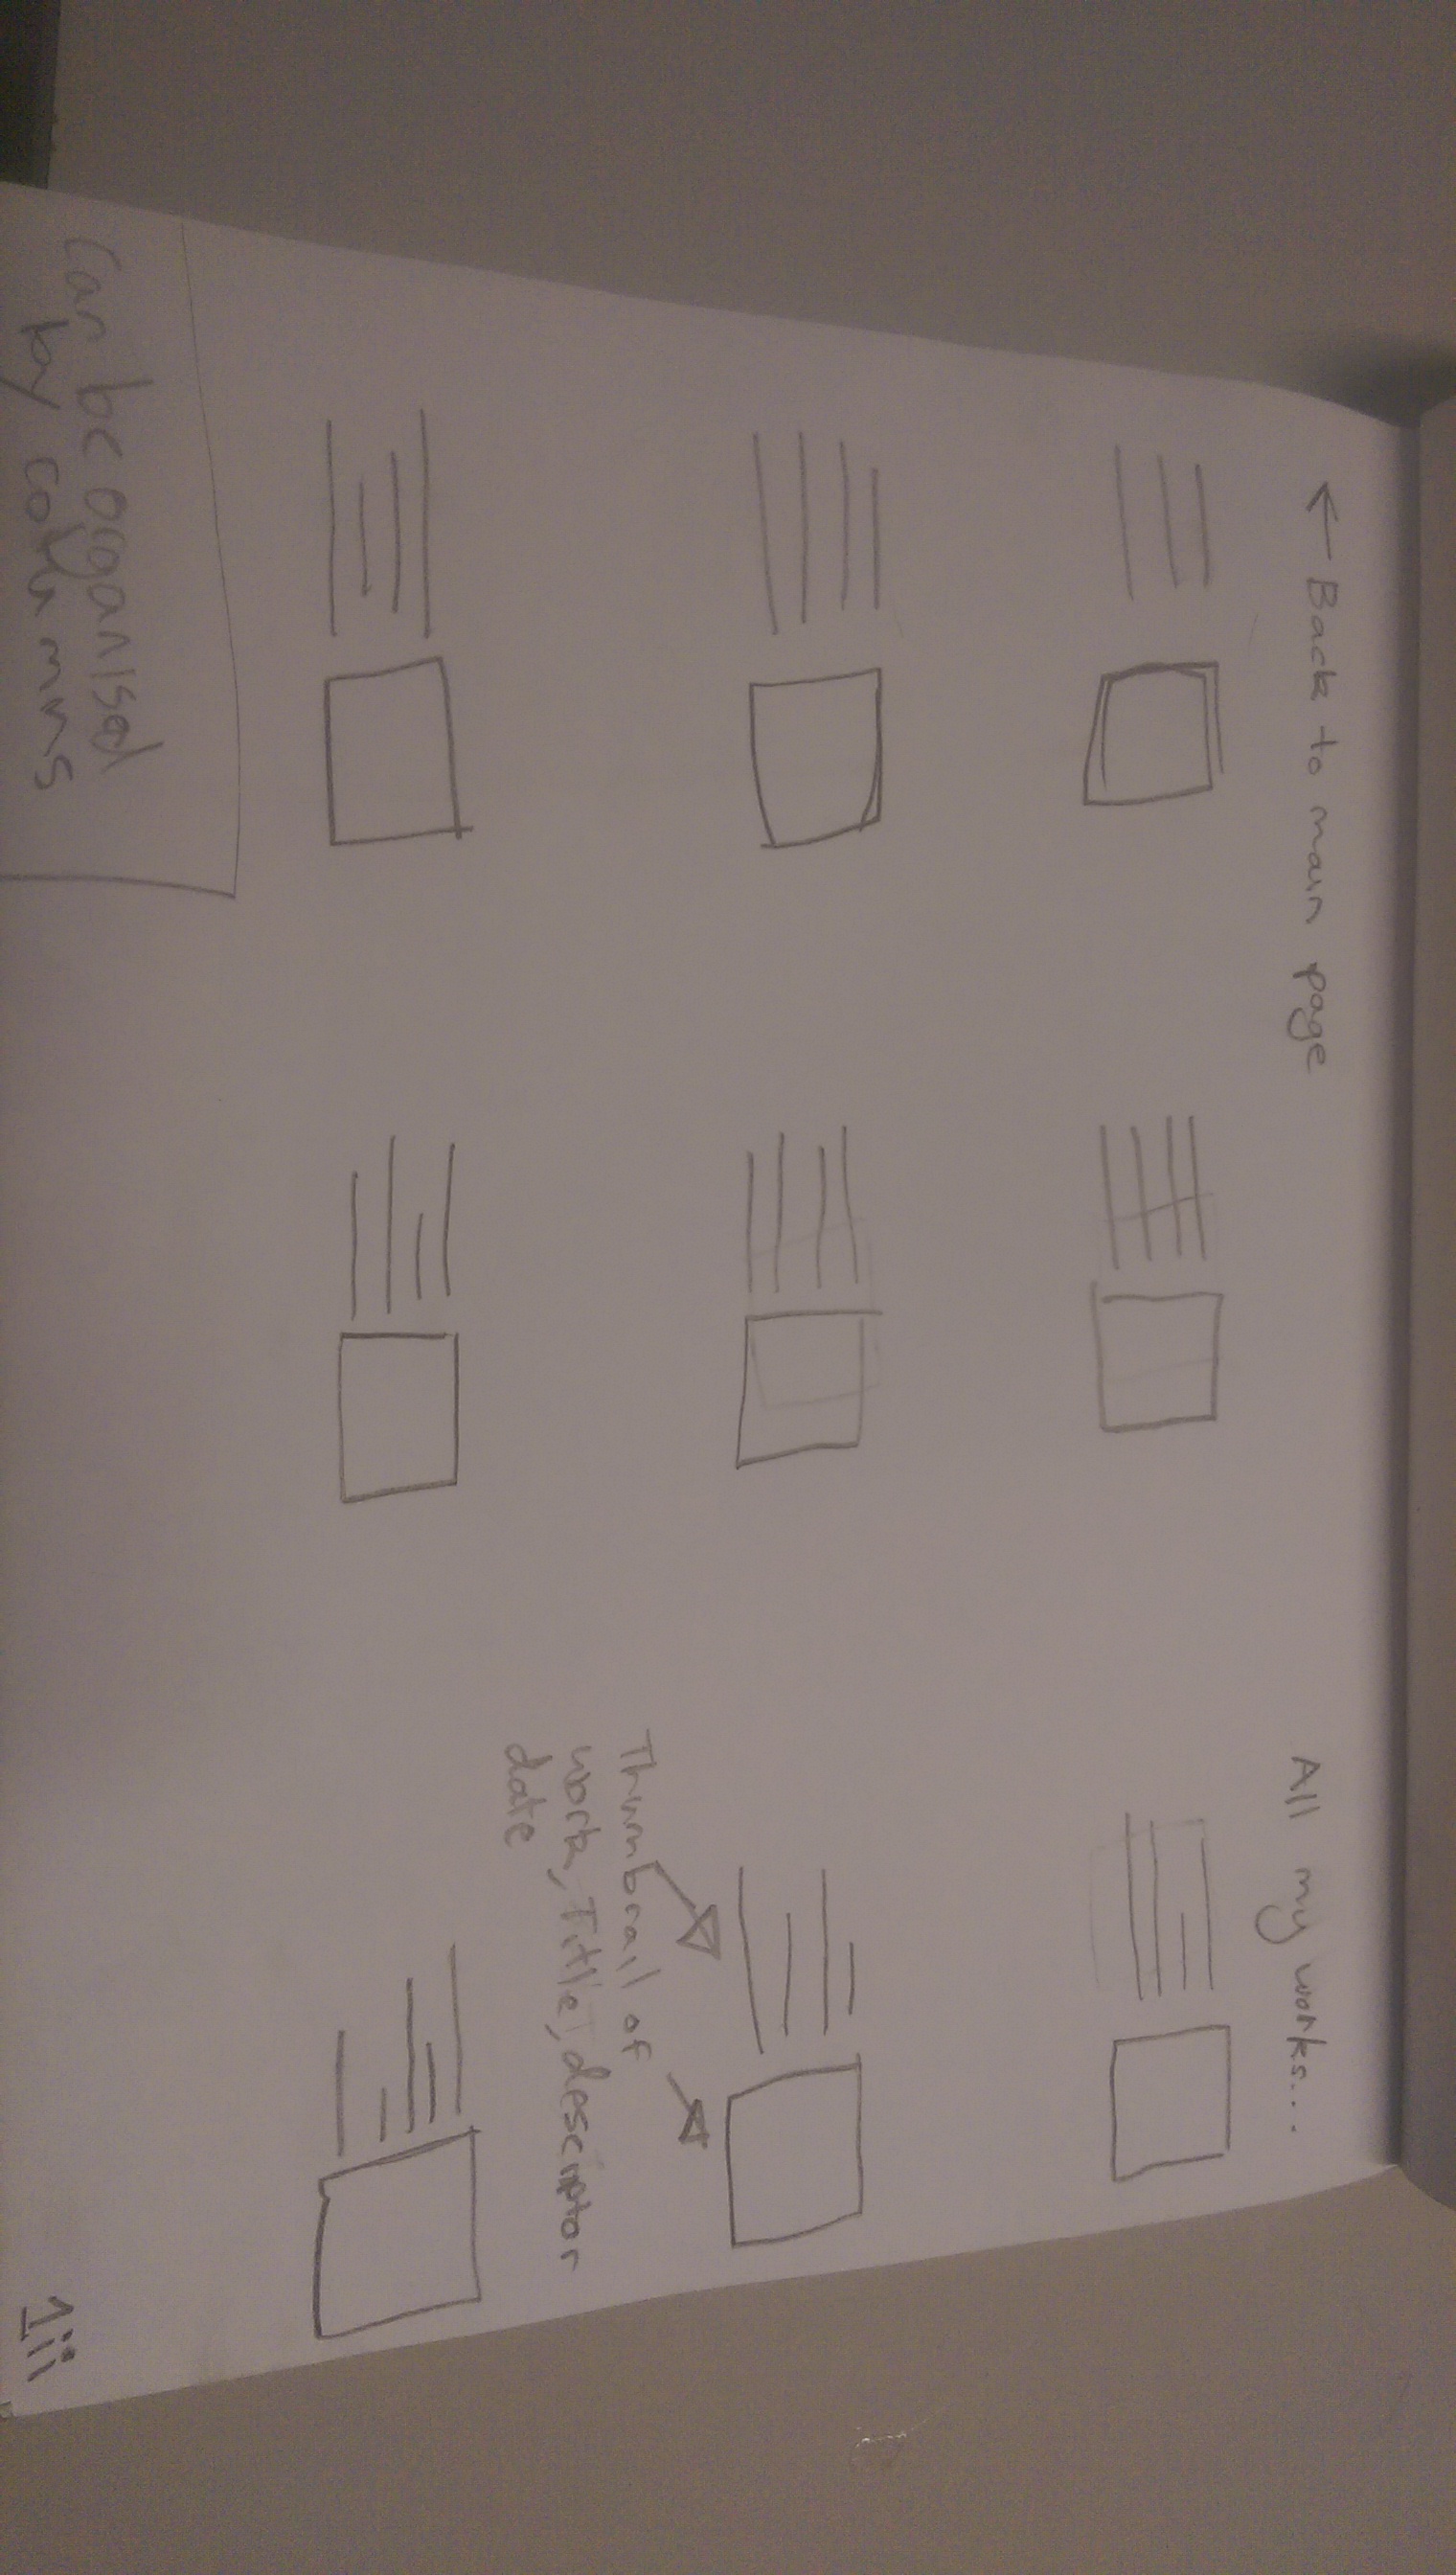 ← Back to main page
All my works...
Thumbnail of
work, Title, descriptor
date
Can be organised
by columns
1ii